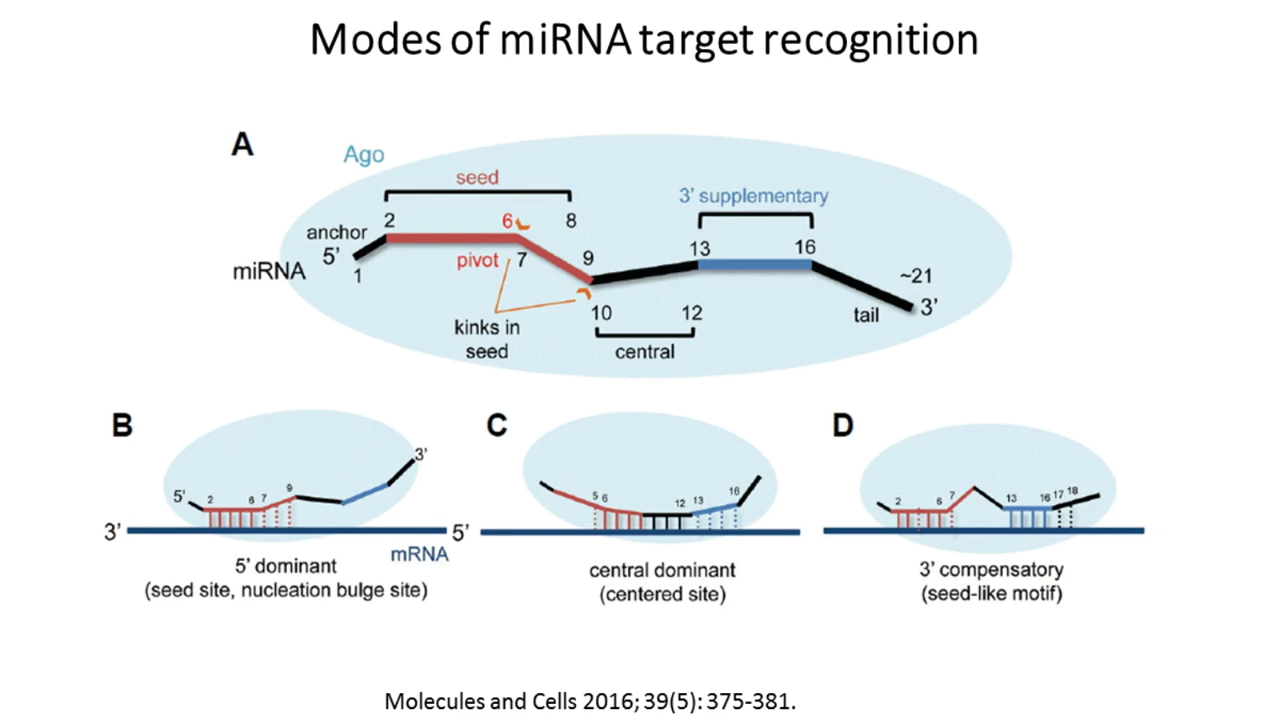 Modes of miRNA target recognition
A
Ago
seed
3’ supplementary
2
6
8
anchor
5’
13
16
miRNA
1
pivot
7
9
~21
3’
10
12
tail
kinks in
seed
central
B
5’
2
6
7
9
3’
3’
5’
mRNA
5’ dominant
(seed site, nucleation bulge site)
C
5
6
12
13
16
central dominant
(centered site)
D
2
6
7
13
16
17
18
3’ compensatory
(seed-like motif)
Molecules and Cells 2016; 39(5): 375-381.